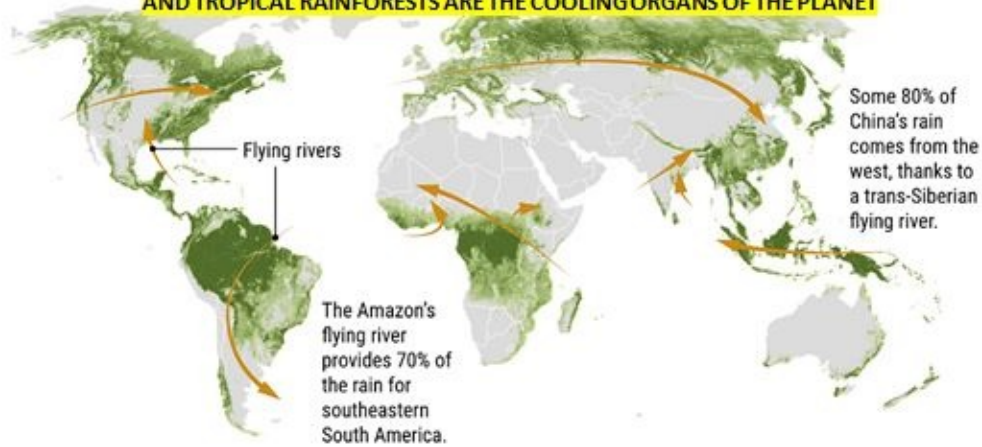 AND TROPICAL RAINFORESTS ARE THE COOLING ORGANS OF THE PLANET
Flying rivers
Some 80% of
China's rain
comes from the
west, thanks to
a trans-Siberian
flying river.
The Amazon's
flying river
provides 70% of
the rain for
southeastern
South America.